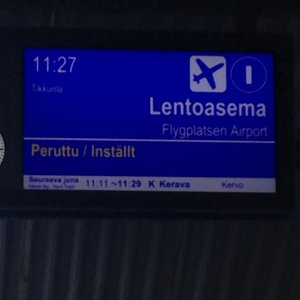 11:27 I
Tikkurila
Lentoasema
Flygplatsen Airport
Peruttu / Inställt
Seuraava juna 11:11 ~11:29 K Kerava Kervo